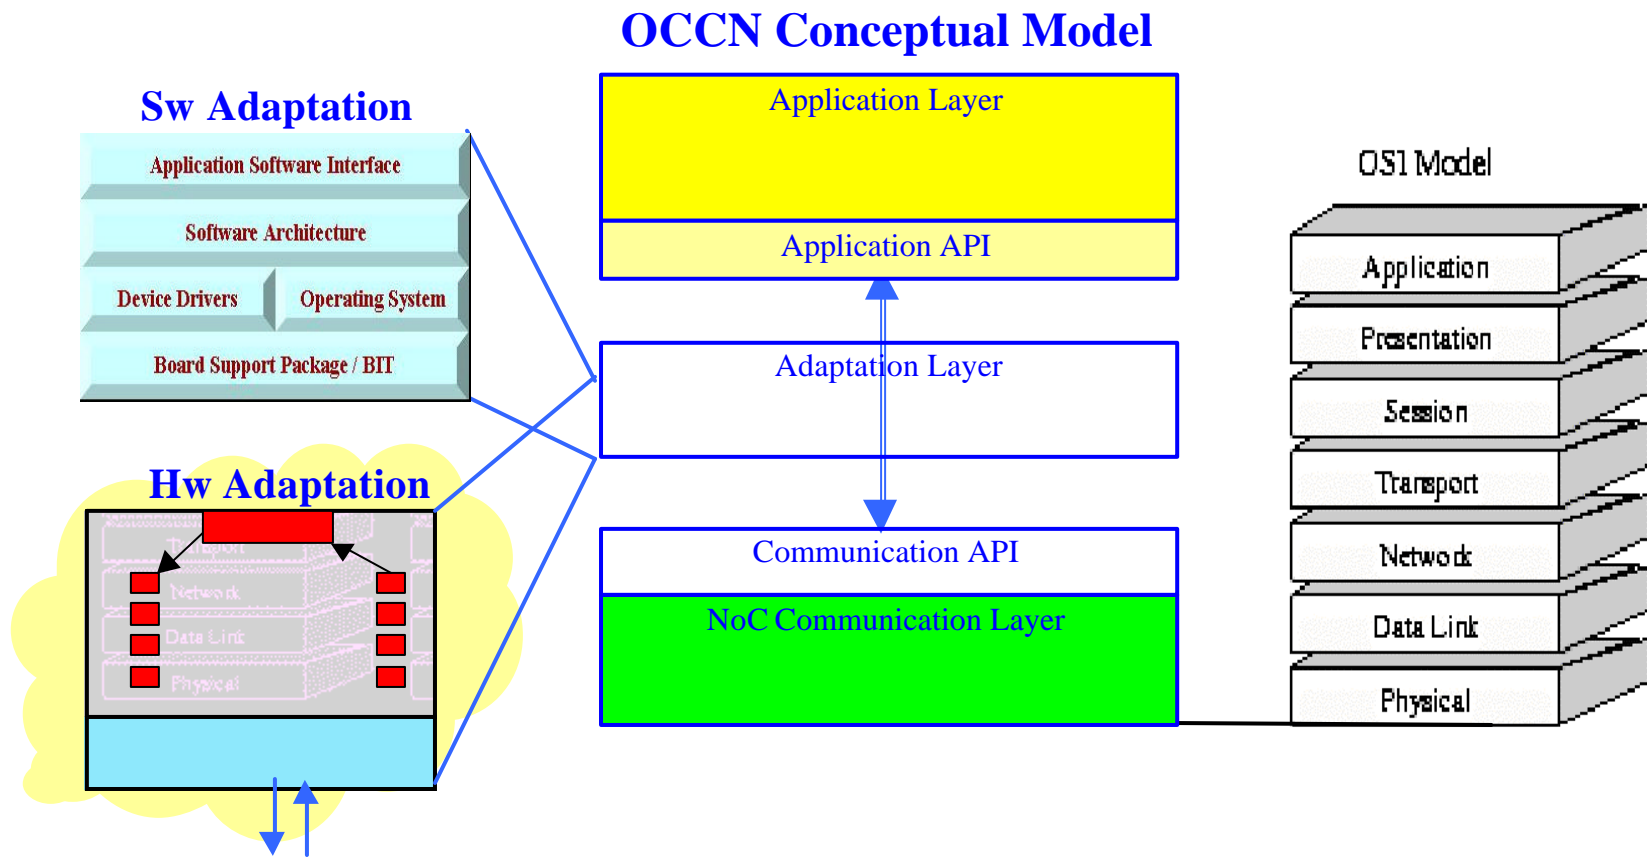 OCCN Conceptual Model
Sw Adaptation
Application Software Interface
Software Architecture
Device Drivers
Operating System
Board Support Package / BIT
Hw Adaptation
Transport
Network
Data Link
Physical
Application Layer
Application API
Adaptation Layer
Communication API
NoC Communication Layer
OSI Model
Application
Presentation
Session
Transport
Network
Data Link
Physical